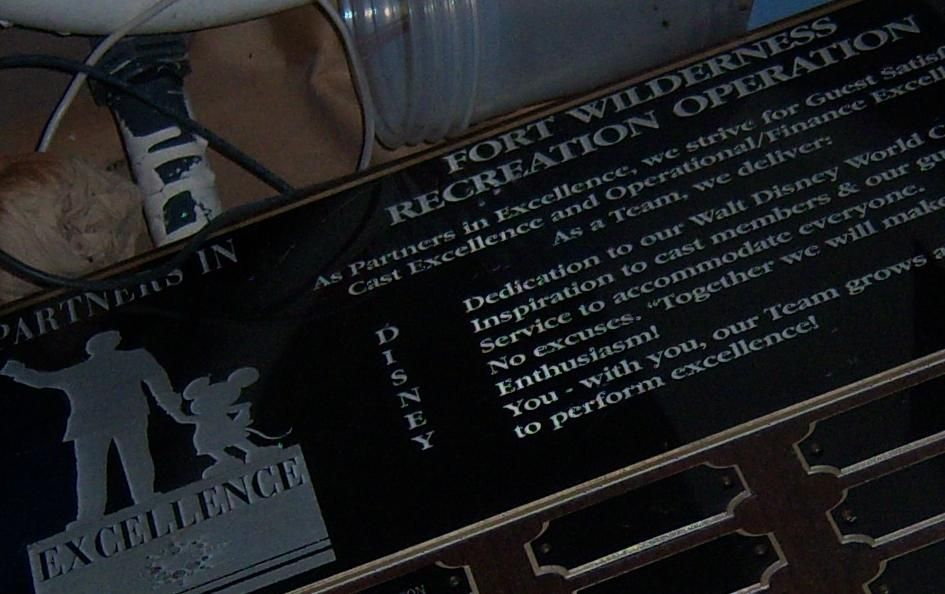 FORT WILDERNESS
RECREATION OPERATION
As Partners in Excellence, we strive for Guest
Cast Excellence and Operational/Finance
As a Team, we deliver:
D Dedication to our Walt Disney World
I Inspiration to cast members & our
S Service to accommodate everyone.
N No excuses. "Together we will make
E Enthusiasm!
Y You - with you, our Team grows
to perform excellence!
PARTNERS IN
EXCELLENCE